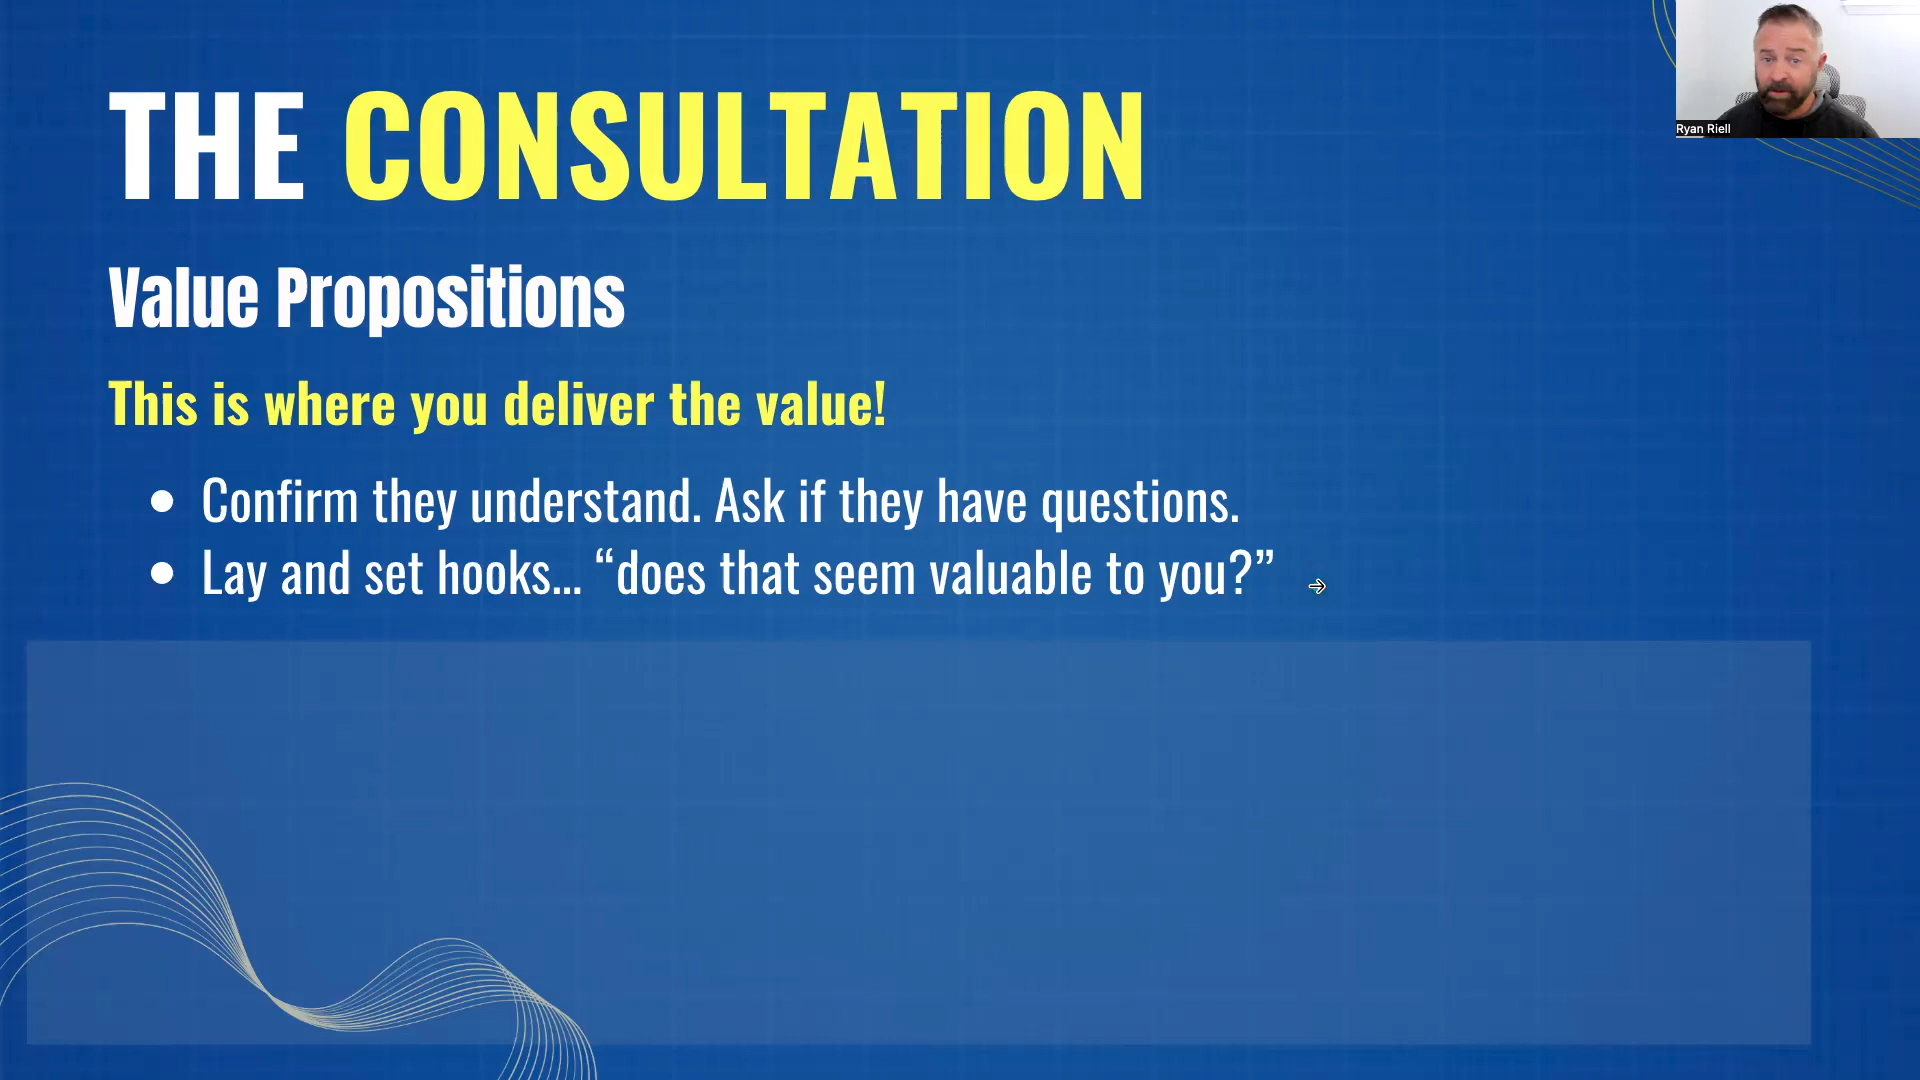 THE CONSULTATION
Ryan Riell
Value Propositions
This is where you deliver the value!
● Confirm they understand. Ask if they have questions.
● Lay and set hooks... “does that seem valuable to you?”